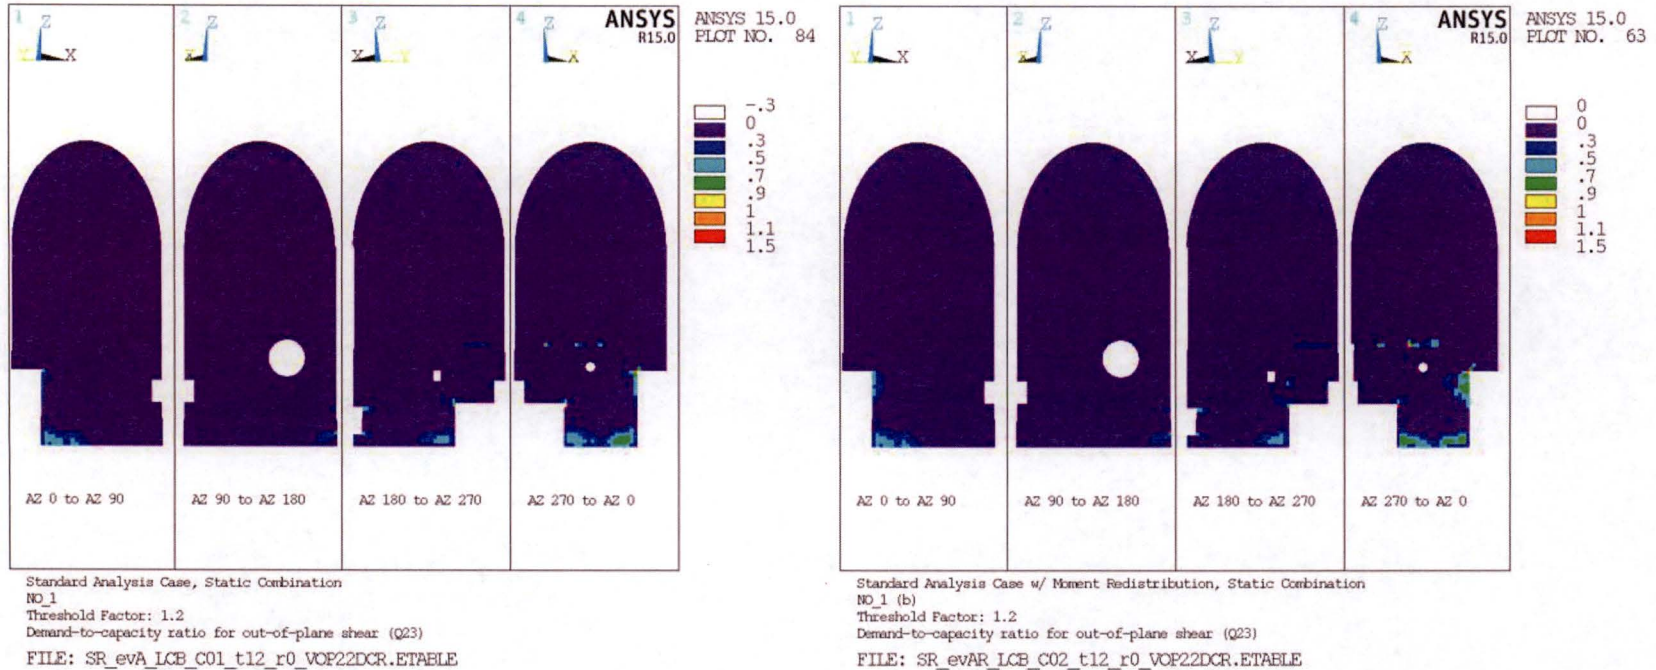 1 Z Y X
2 Z X
3 Z X Y
4 Z X
ANSYS
R15.0
ANSYS 15.0
PLOT NO. 84
-.3
0
.3
.5
.7
.9
1
1.1
1.5
AZ 0 to AZ 90
AZ 90 to AZ 180
AZ 180 to AZ 270
AZ 270 to AZ 0
Standard Analysis Case, Static Combination
NO_1
Threshold Factor: 1.2
Demand-to-capacity ratio for out-of-plane shear (Q23)
FILE: SR_evA_LCB_C01_t12_r0_VOP22DCR.ETABLE
1 Z Y X
2 Z X
3 Z X Y
4 Z X
ANSYS
R15.0
ANSYS 15.0
PLOT NO. 63
0
0
.3
.5
.7
.9
1
1.1
1.5
AZ 0 to AZ 90
AZ 90 to AZ 180
AZ 180 to AZ 270
AZ 270 to AZ 0
Standard Analysis Case w/ Moment Redistribution, Static Combination
NO_1 (b)
Threshold Factor: 1.2
Demand-to-capacity ratio for out-of-plane shear (Q23)
FILE: SR_evAR_LCB_C02_t12_r0_VOP22DCR.ETABLE